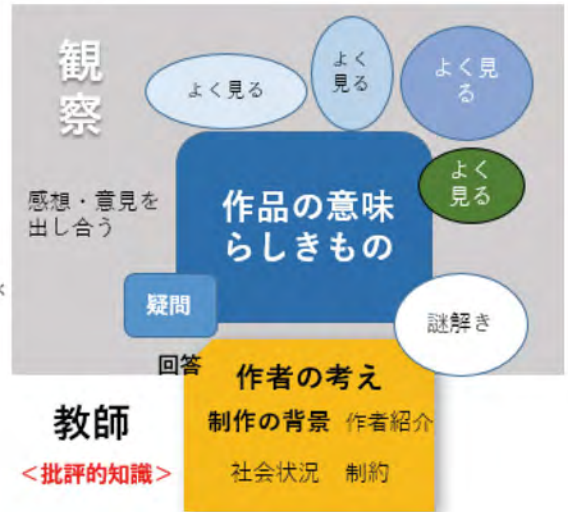 観
察
よく見る
よく
見る
よく見
る
よく
見る
感想・意見を
出し合う
作品の意味
らしきもの
疑問
謎解き
回答
作者の考え
教師
制作の背景 作者紹介
<批評的知識>
社会状況 制約